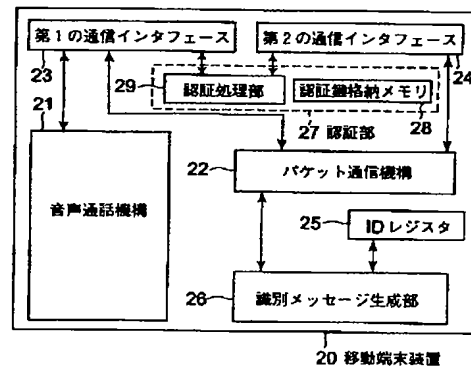 第1の通信インタフェース
第2の通信インタフェース
23
24
21
29
認証処理部
認証鍵格納メモリ
28
27 認証部
22
パケット通信機構
音声通話機構
25
IDレジスタ
26
識別メッセージ生成部
20 移動端末装置